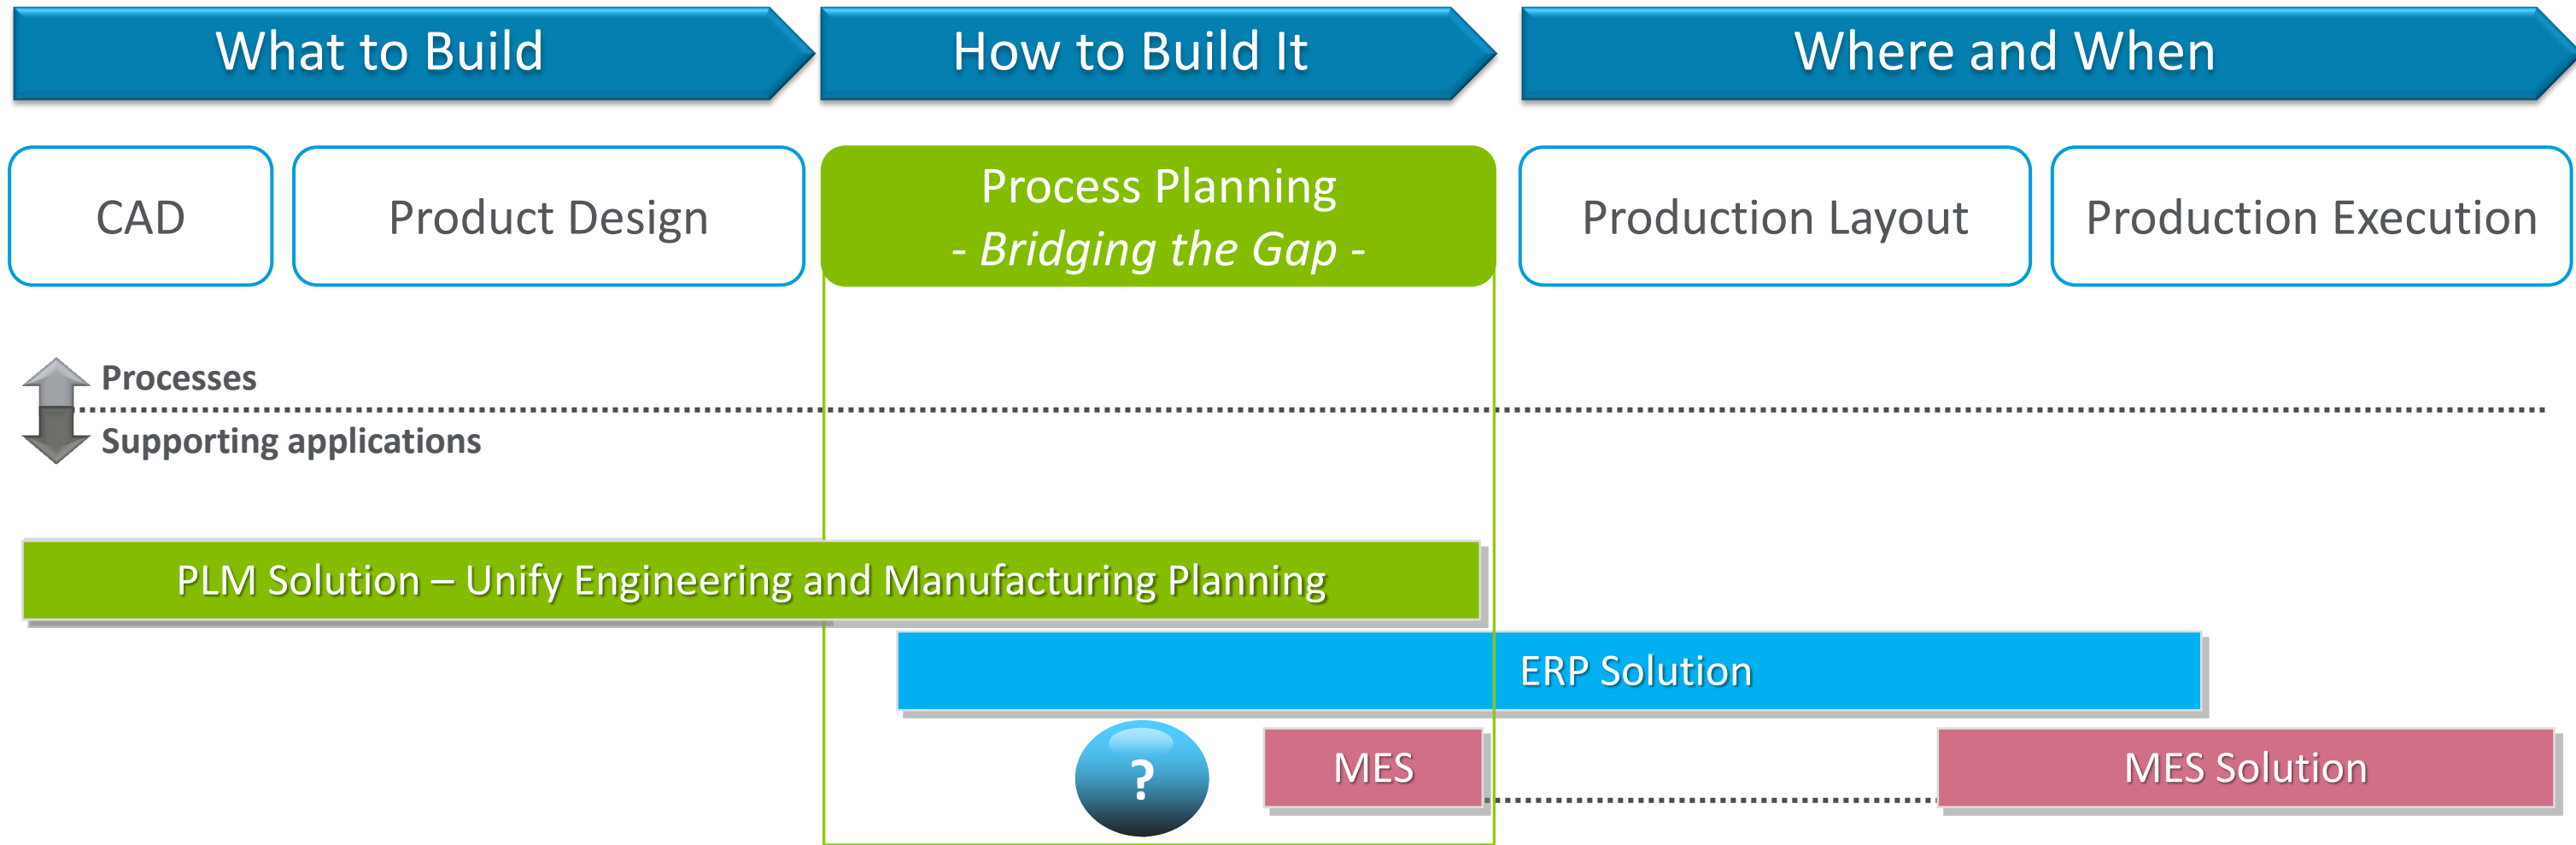 What to Build
How to Build It
Where and When
CAD
Product Design
Process Planning
- Bridging the Gap -
Production Layout
Production Execution
Processes
Supporting applications
PLM Solution – Unify Engineering and Manufacturing Planning
ERP Solution
?
MES
MES Solution